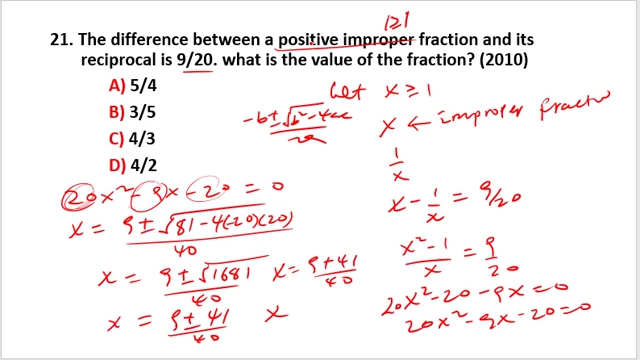 ≥1
21. The difference between a positive improper fraction and its
reciprocal is 9/20. what is the value of the fraction? (2010)
A) 5/4
B) 3/5
C) 4/3
D) 4/2
Let x ≥ 1
-b ± √b² - 4ac / 2a
x ← improper fractio
1/x
x - 1/x = 9/20
x² - 1 / x = 9/20
20x² - 20 - 9x = 0
20x² - 9x - 20 = 0
20x² - 9x - 20 = 0
x = 9 ± √81 - 4(-20)(20) / 40
x = 9 ± √1681 / 40
x = 9 + 41 / 40
x = 9 ± 41 / 40
x